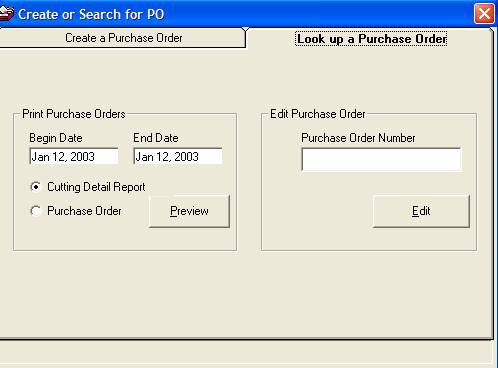 Create or Search for PO
Create a Purchase Order
Look up a Purchase Order
Print Purchase Orders
Begin Date
End Date
Jan 12, 2003
Jan 12, 2003
Cutting Detail Report
Purchase Order
Preview
Edit Purchase Order
Purchase Order Number
Edit